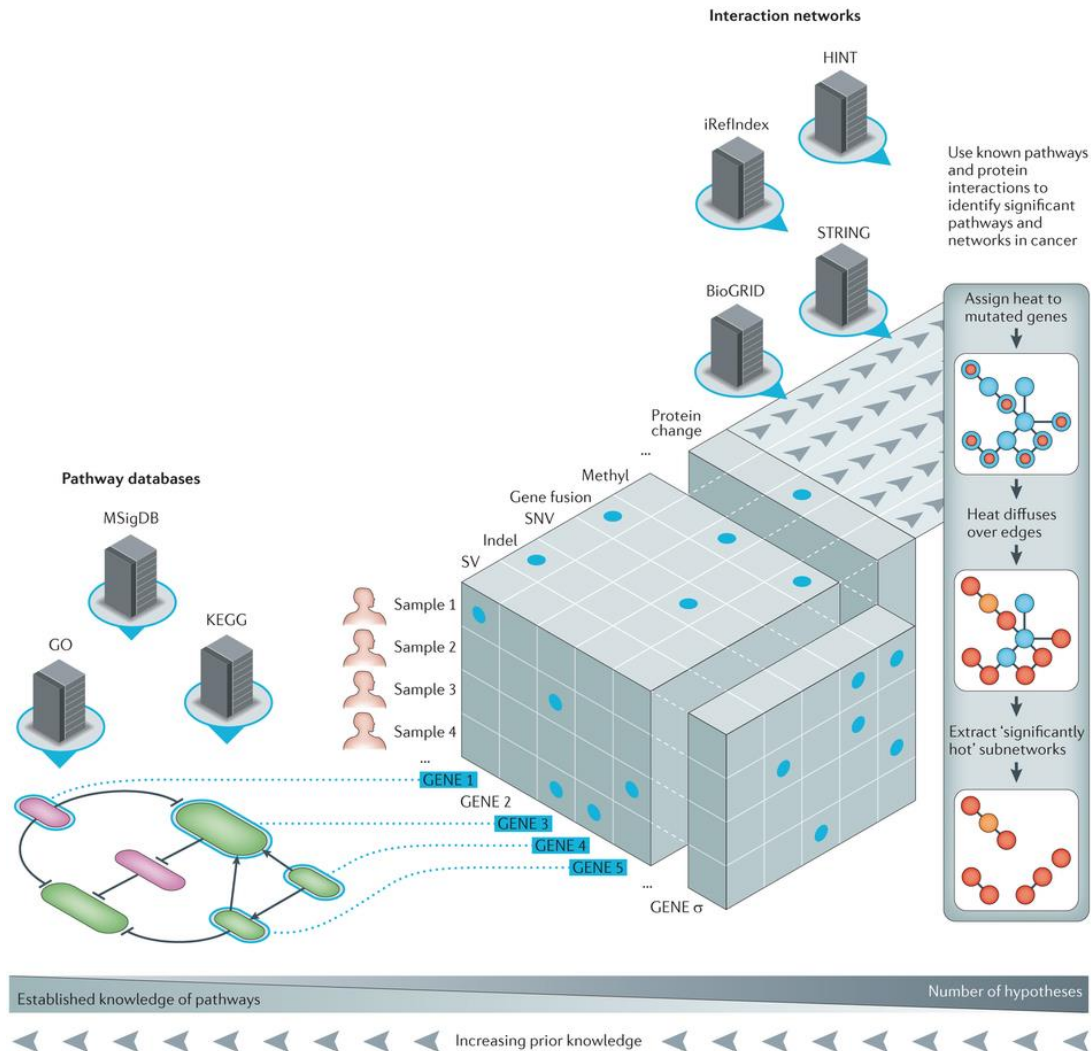 Interaction networks
HINT
iRefIndex
STRING
BioGRID
Use known pathways
and protein
interactions to
identify significant
pathways and
networks in cancer
Assign heat to
mutated genes
Heat diffuses
over edges
Extract ‘significantly
hot’ subnetworks
Pathway databases
MSigDB
KEGG
GO
Protein
change
...
Methyl
Gene fusion
SNV
Indel
SV
Sample 1
Sample 2
Sample 3
Sample 4
...
GENE 1
GENE 2
GENE 3
GENE 4
GENE 5
...
GENE σ
Established knowledge of pathways
Number of hypotheses
Increasing prior knowledge